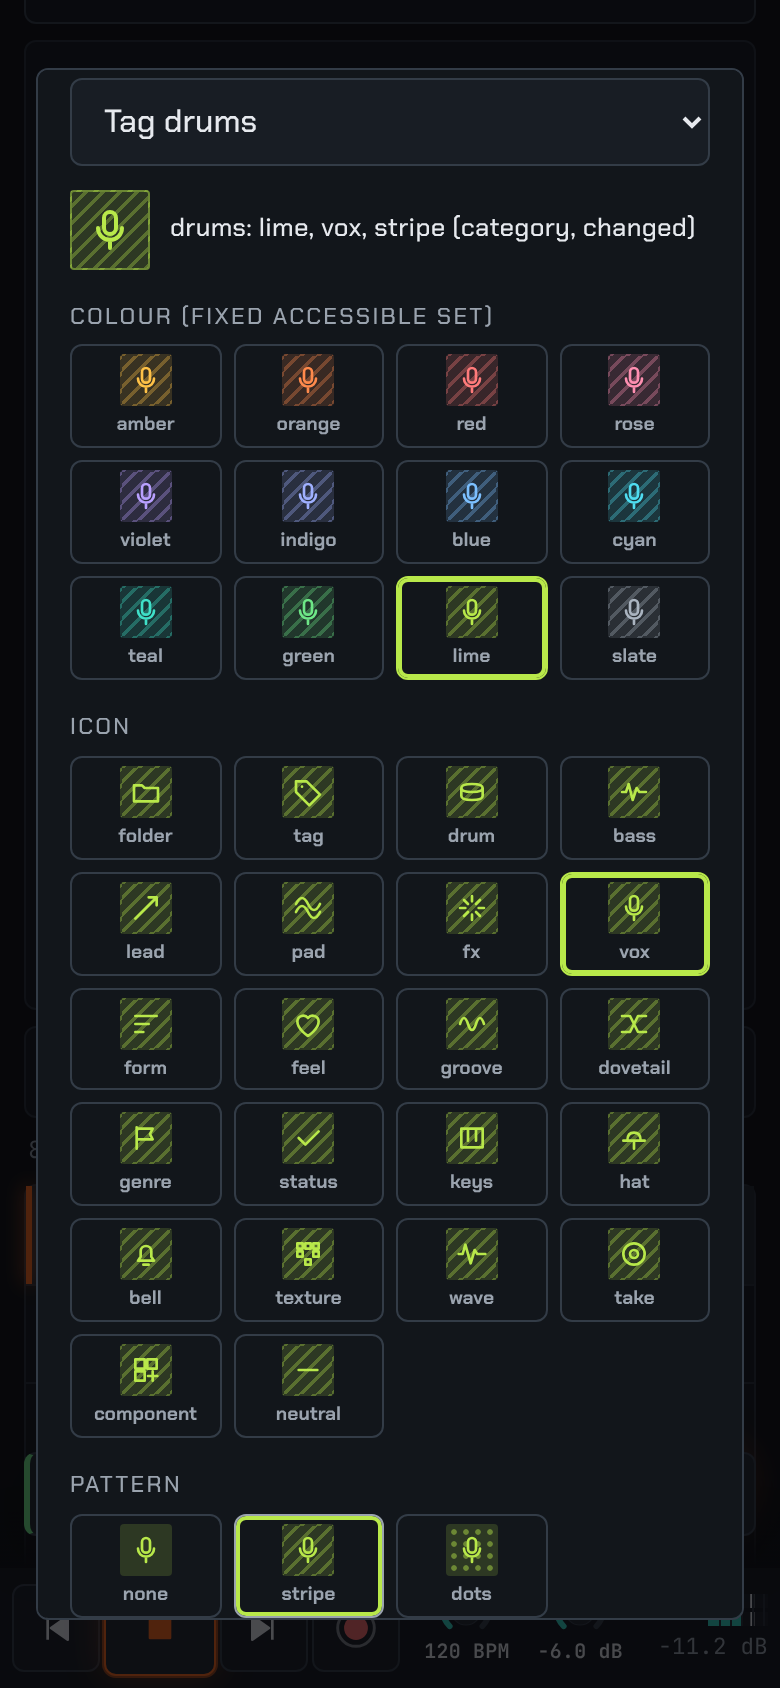 Tag drums
drums: lime, vox, stripe (category, changed)
COLOUR (FIXED ACCESSIBLE SET)
amber orange red rose
violet indigo blue cyan
teal green lime slate
ICON
folder tag drum bass
lead pad fx vox
form feel groove dovetail
genre status keys hat
bell texture wave take
component neutral
PATTERN
none stripe dots
120 BPM -6.0 dB -11.2 dB